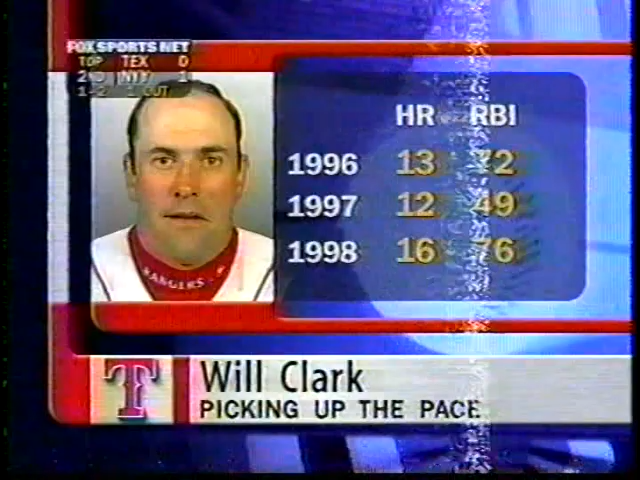 FOX SPORTS NET
TOP TEX 0
2ND NYY 1
1-2 1 OUT
HR RBI
1996 13 72
1997 12 49
1998 16 76
RANGERS
T
Will Clark
PICKING UP THE PACE